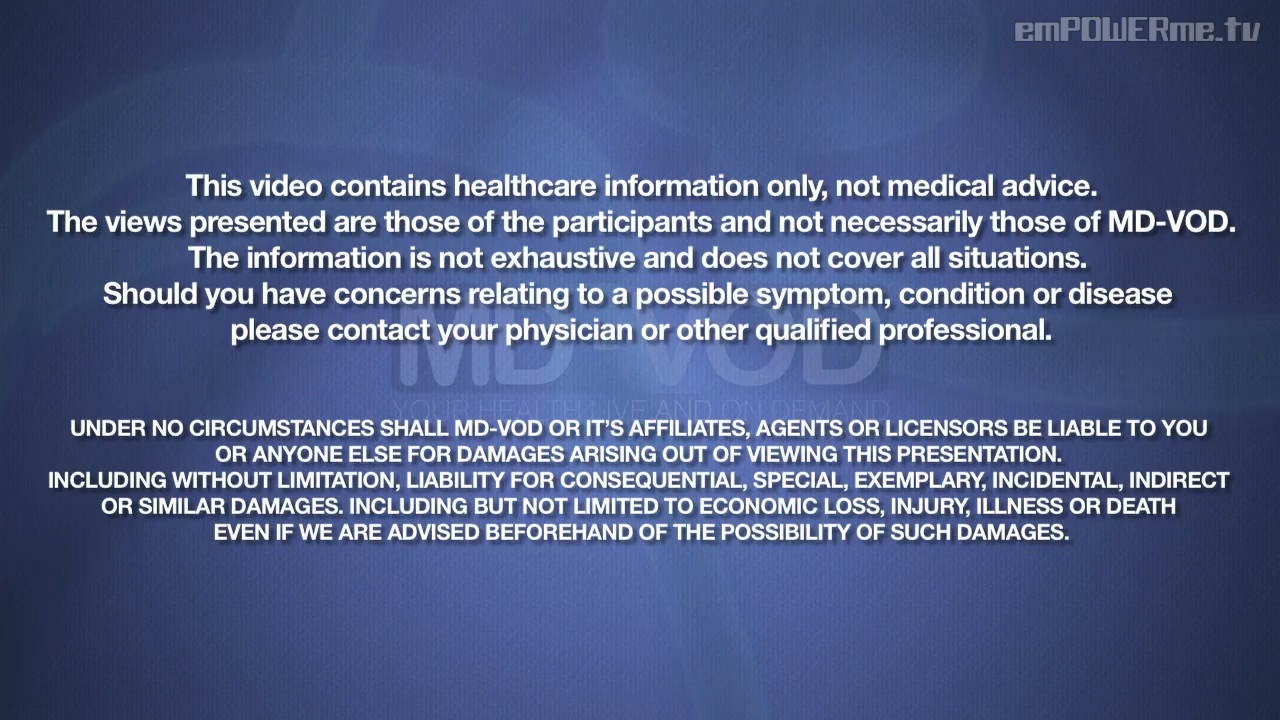 emPOWERme.tv
This video contains healthcare information only, not medical advice.
The views presented are those of the participants and not necessarily those of MD-VOD.
The information is not exhaustive and does not cover all situations.
Should you have concerns relating to a possible symptom, condition or disease
please contact your physician or other qualified professional.
MD-VOD
YOUR HEALTH LIVE AND ON DEMAND
UNDER NO CIRCUMSTANCES SHALL MD-VOD OR IT’S AFFILIATES, AGENTS OR LICENSORS BE LIABLE TO YOU
OR ANYONE ELSE FOR DAMAGES ARISING OUT OF VIEWING THIS PRESENTATION.
INCLUDING WITHOUT LIMITATION, LIABILITY FOR CONSEQUENTIAL, SPECIAL, EXEMPLARY, INCIDENTAL, INDIRECT
OR SIMILAR DAMAGES. INCLUDING BUT NOT LIMITED TO ECONOMIC LOSS, INJURY, ILLNESS OR DEATH
EVEN IF WE ARE ADVISED BEFOREHAND OF THE POSSIBILITY OF SUCH DAMAGES.